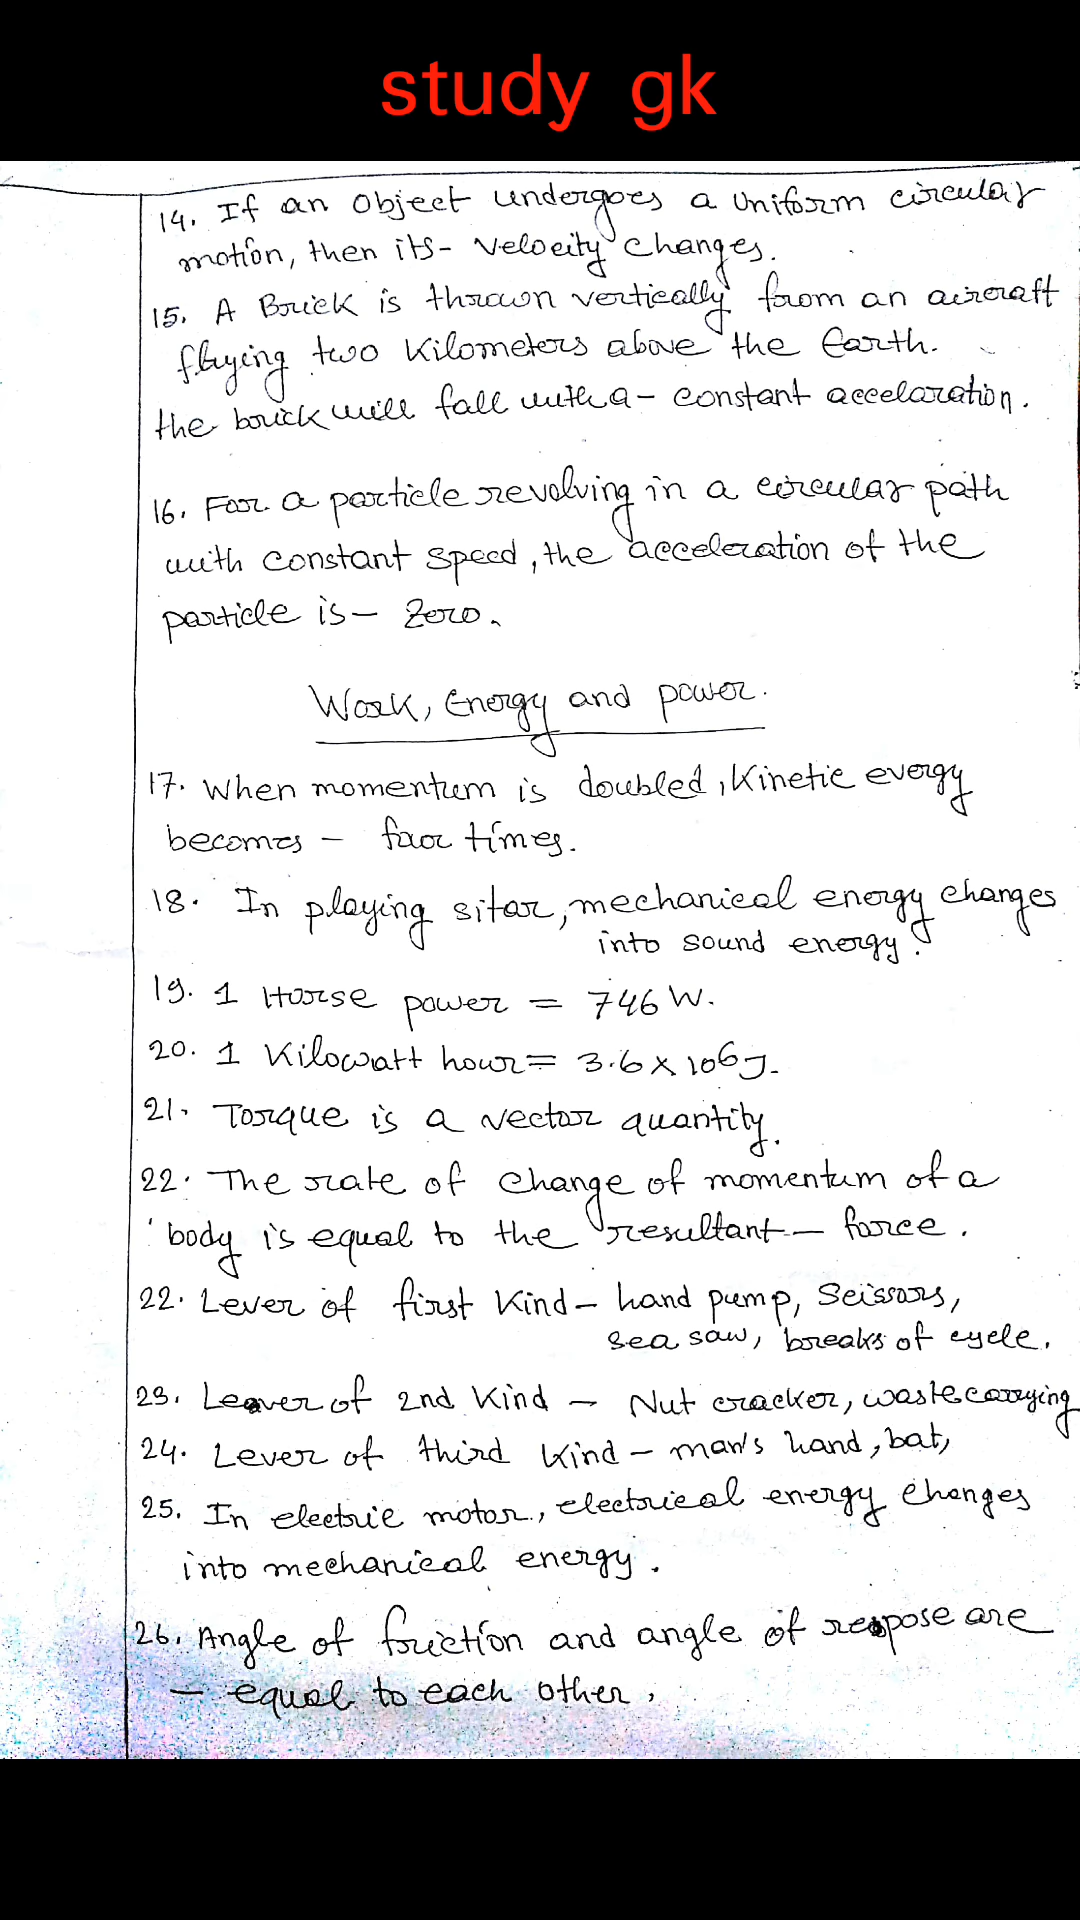 study gk
14. If an object undergoes a uniform circular
motion, then its- velocity changes.
15. A Brick is thrown vertically from an aircraft
flaying two Kilometers above the Earth.
the brick will fall with a - constant accelaration.
16. For a particle revolving in a circular path
with constant speed, the acceleration of the
particle is - Zero.
Work, Energy and power.
17. When momentum is doubled, Kinetic evergy
becomes - four times.
18. In playing sitar, mechanical energy changes
into sound energy.
19. 1 Horse power = 746 W.
20. 1 Kilowatt hour = 3.6 x 106J.
21. Torque is a vector quantity.
22. The rate of change of momentum of a
body is equal to the resultant - force.
22. Lever of first Kind - hand pump, Scissors,
sea saw, breaks of cycle.
23. Leaver of 2nd Kind - Nut cracker, waste carrying
24. Lever of third Kind - man's hand, bat,
25. In electric motor, electrical energy changes
into mechanical energy.
26. Angle of friction and angle of respose are
- equal to each other,